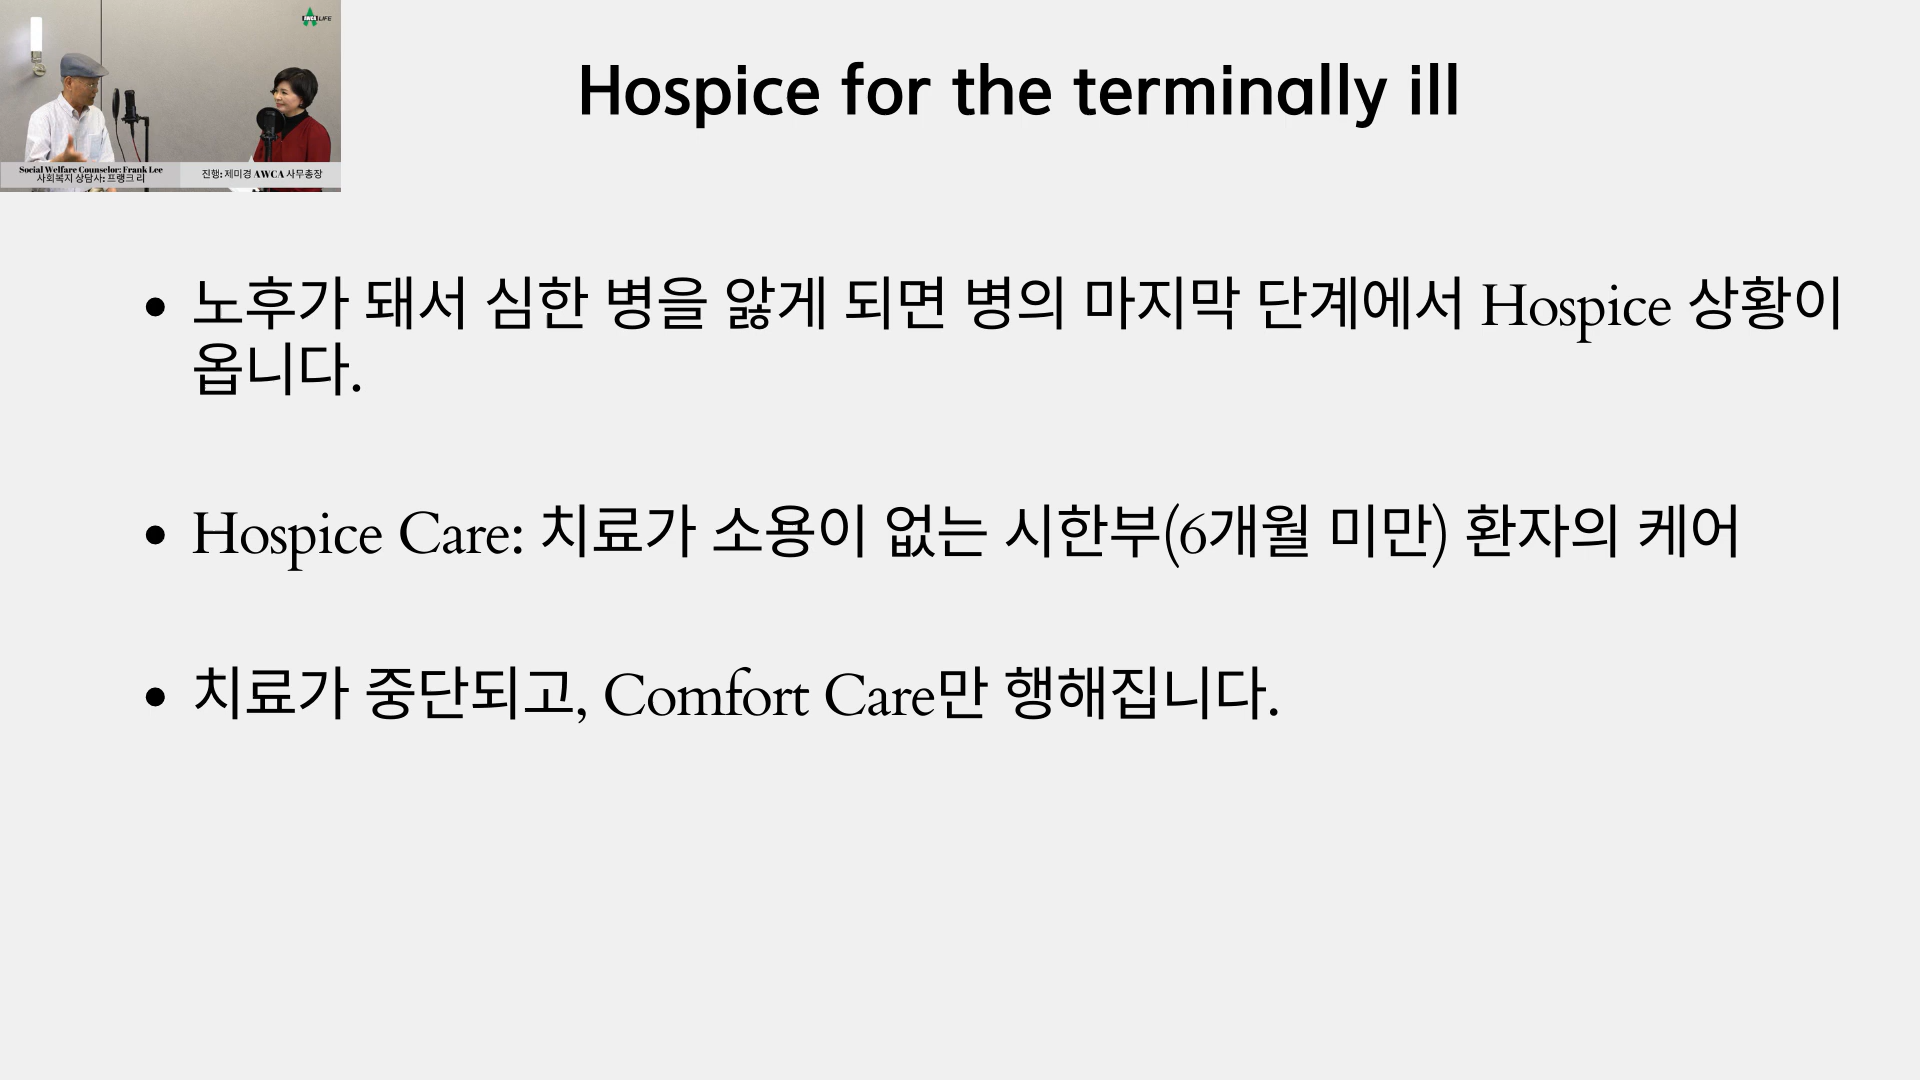 AWCA LIFE
Social Welfare Counselor: Frank Lee
사회복지 상담사: 프랭크 리
진행: 제미경 AWCA 사무총장
Hospice for the terminally ill
• 노후가 돼서 심한 병을 앓게 되면 병의 마지막 단계에서 Hospice 상황이
옵니다.
• Hospice Care: 치료가 소용이 없는 시한부(6개월 미만) 환자의 케어
• 치료가 중단되고, Comfort Care만 행해집니다.